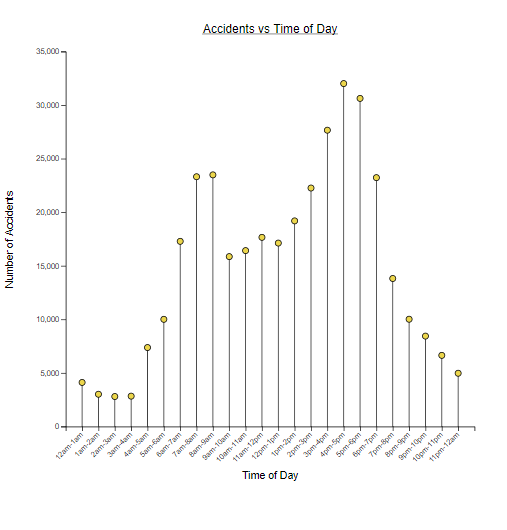 Accidents vs Time of Day
Number of Accidents
35,000
30,000
25,000
20,000
15,000
10,000
5,000
0
12am-1am
1am-2am
2am-3am
3am-4am
4am-5am
5am-6am
6am-7am
7am-8am
8am-9am
9am-10am
10am-11am
11am-12pm
12pm-1pm
1pm-2pm
2pm-3pm
3pm-4pm
4pm-5pm
5pm-6pm
6pm-7pm
7pm-8pm
8pm-9pm
9pm-10pm
10pm-11pm
11pm-12am
Time of Day